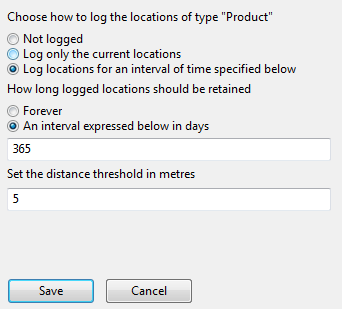 Choose how to log the locations of type "Product"
Not logged
Log only the current locations
Log locations for an interval of time specified below
How long logged locations should be retained
Forever
An interval expressed below in days
365
Set the distance threshold in metres
5
Save Cancel